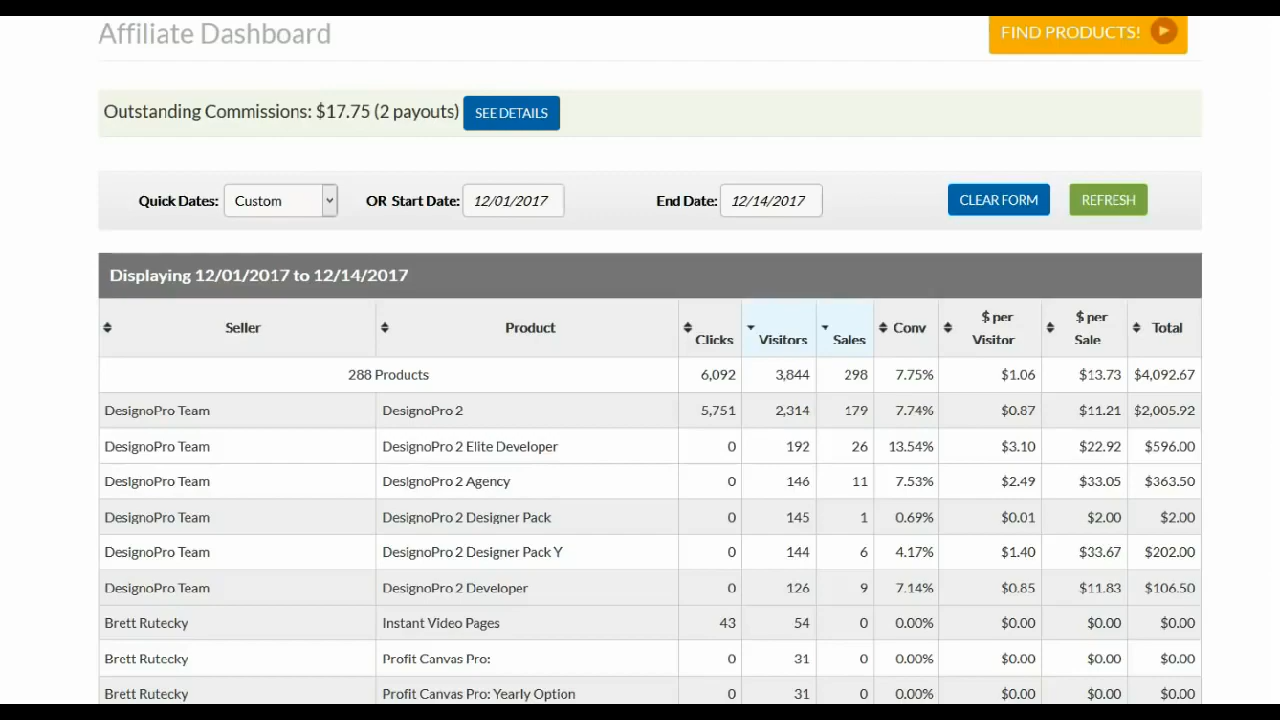 Affiliate Dashboard
FIND PRODUCTS!
Outstanding Commissions: $17.75 (2 payouts) SEE DETAILS
Quick Dates: Custom OR Start Date: 12/01/2017 End Date: 12/14/2017 CLEAR FORM REFRESH
Displaying 12/01/2017 to 12/14/2017
Seller Product Clicks Visitors Sales Conv $ per Visitor $ per Sale Total
288 Products 6,092 3,844 298 7.75% $1.06 $13.73 $4,092.67
DesignoPro Team DesignoPro 2 5,751 2,314 179 7.74% $0.87 $11.21 $2,005.92
DesignoPro Team DesignoPro 2 Elite Developer 0 192 26 13.54% $3.10 $22.92 $596.00
DesignoPro Team DesignoPro 2 Agency 0 146 11 7.53% $2.49 $33.05 $363.50
DesignoPro Team DesignoPro 2 Designer Pack 0 145 1 0.69% $0.01 $2.00 $2.00
DesignoPro Team DesignoPro 2 Designer Pack Y 0 144 6 4.17% $1.40 $33.67 $202.00
DesignoPro Team DesignoPro 2 Developer 0 126 9 7.14% $0.85 $11.83 $106.50
Brett Rutecky Instant Video Pages 43 54 0 0.00% $0.00 $0.00 $0.00
Brett Rutecky Profit Canvas Pro: 0 31 0 0.00% $0.00 $0.00 $0.00
Brett Rutecky Profit Canvas Pro: Yearly Option 0 31 0 0.00% $0.00 $0.00 $0.00